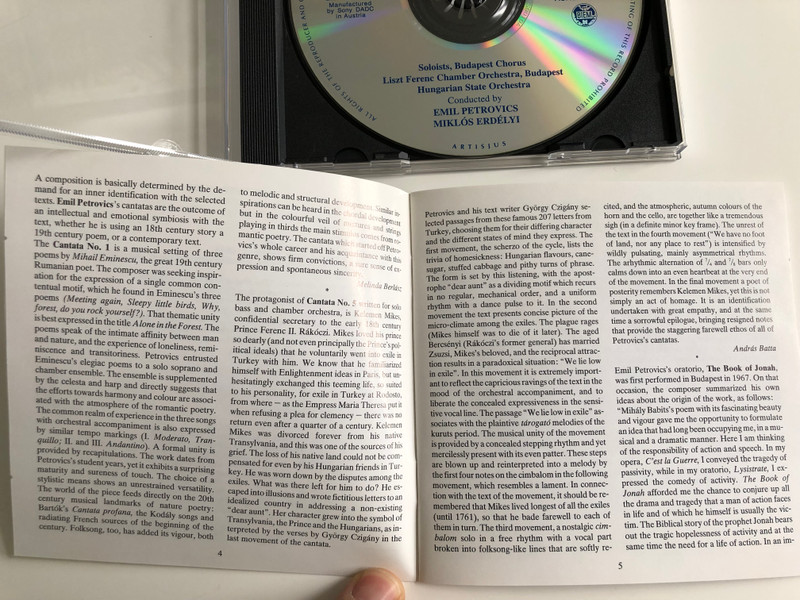 Manufactured
by Sony DADC
in Austria
ALL RIGHTS OF THE PRODUCER AND
OF THIS RECORD PROHIBITED
Soloists, Budapest Chorus
Liszt Ferenc Chamber Orchestra, Budapest
Hungarian State Orchestra
Conducted by
EMIL PETROVICS
MIKLÓS ERDÉLYI
ARTISJUS
A composition is basically determined by the de-
mand for an inner identification with the selected
texts. Emil Petrovics's cantatas are the outcome of
an intellectual and emotional symbiosis with the
text, whether he is using an 18th century story a
19th century poem, or a contemporary text.
The Cantata No. 1 is a musical setting of three
poems by Mihail Eminescu, the great 19th century
Rumanian poet. The composer was seeking inspir-
ation for the expression of a single common con-
tentual motif, which he found in Eminescu's three
poems (Meeting again, Sleepy little birds, Why,
forest, do you rock yourself?). That thematic unity
is best expressed in the title Alone in the Forest. The
poems speak of the intimate affinity between man
and nature, and the experience of loneliness, remi-
niscence and transitoriness. Petrovics entrusted
Eminescu's elegiac poems to a solo soprano and
chamber ensemble. The ensemble is supplemented
by the celesta and harp and directly suggests that
the efforts towards harmony and colour are associ-
ated with the atmosphere of the romantic poetry.
The common realm of experience in the three songs
with orchestral accompaniment is also expressed
by similar tempo markings (I. Moderato, Tran-
quillo; II. and III. Andantino). A formal unity is
provided by recapitulations. The work dates from
Petrovics's student years, yet it exhibits a surprising
maturity and sureness of touch. The choice of a
stylistic means shows an unrestrained versatility.
The world of the piece feeds directly on the 20th
century musical landmarks of nature poetry:
Bartók's Cantata profana, the Kodály songs and
radiating French sources of the beginning of the
century. Folksong, too, has added its vigour, both
4
to melodic and structural development. Similar in-
spirations can be heard in the chordal development
but in the colourful veil of and strings
playing in thirds the main stimulus comes from ro-
mantic poetry. The cantata which started off Petro-
vics's whole career and his acquaintance with this
genre, shows firm convictions, a sense of ex-
pression and spontaneous sincerity.
Melinda Berlász
•
The protagonist of Cantata No. 5 written for solo
bass and chamber orchestra, is Kelemen Mikes,
confidential secretary to the early 18th century
Prince Ferenc II. Rákóczi. Mikes loved his prince
so dearly (and not even principally the Prince's pol-
itical ideals) that he voluntarily went into exile in
Turkey with him. We know that he familiarized
himself with Enlightenment ideas in Paris, but un-
hesitatingly exchanged this teeming life, so suited
to his personality, for exile in Turkey at Rodosto,
from where — as the Empress Maria Theresa put it
when refusing a plea for clemency — there was no
return even after a quarter of a century. Kelemen
Mikes was divorced forever from his native
Transylvania, and this was one of the sources of his
grief. The loss of his native land could not be com-
pensated for even by his Hungarian friends in Tur-
key. He was worn down by the disputes among the
exiles. What was there left for him to do? He es-
caped into illusions and wrote fictitious letters to an
idealized country in addressing a non-existing
"dear aunt". Her character grew into the symbol of
Transylvania, the Prince and the Hungarians, as in-
terpreted by the verses by György Czigány in the
last movement of the cantata.
Petrovics and his text writer György Czigány se-
lected passages from these famous 207 letters from
Turkey, choosing them for their differing character
and the different states of mind they express. The
first movement, the scherzo of the cycle, lists the
trivia of homesickness: Hungarian flavours, cane-
sugar, stuffed cabbage and pithy turns of phrase.
The form is set by this listening, with the apost-
rophe "dear aunt" as a dividing motif which recurs
in no regular, mechanical order, and a uniform
rhythm with a dance pulse to it. In the second
movement the text presents concise picture of the
micro-climate among the exiles. The plague rages
(Mikes himself was to die of it later). The aged
Bercsényi (Rákóczi's former general) has married
Zsuzsi, Mikes's beloved, and the reciprocal attrac-
tion results in a paradoxical situation: "We lie low
in exile". In this movement it is extremely import-
ant to reflect the capricious ravings of the text in the
mood of the orchestral accompaniment, and to
liberate the concealed expressiveness in the sensi-
tive vocal line. The passage "We lie low in exile" as-
sociates with the plaintive tárogató melodies of the
kuruts period. The musical unity of the movement
is provided by a concealed stepping rhythm and yet
mercilessly present with its even patter. These steps
are blown up and reinterpreted into a melody by
the first four notes on the cimbalom in the following
movement, which resembles a lament. In connec-
tion with the text of the movement, it should be re-
membered that Mikes lived longest of all the exiles
(until 1761), so that he bade farewell to each of
them in turn. The third movement, a nostalgic cim-
balom solo in a free rhythm with a vocal part
broken into folksong-like lines that are softly re-
cited, and the atmospheric, autumn colours of the
horn and the cello, are together like a tremendous
sigh (in a definite minor key frame). The unrest of
the text in the fourth movement ("We have no foot
of land, nor any place to rest") is intensified by
wildly pulsating, mainly asymmetrical rhythms.
The arhythmic alternation of and bars only
calms down into an even heartbeat at the very end
of the movement. In the final movement a poet of
posterity remembers Kelemen Mikes, yet this is not
simply an act of homage. It is an identification
undertaken with great empathy, and at the same
time a sorrowful epilogue, bringing resigned notes
that provide the staggering farewell ethos of all of
Petrovics's cantatas.
András Batta
•
Emil Petrovics's oratorio, The Book of Jonah,
was first performed in Budapest in 1967. On that
occasion, the composer summarized his own
ideas about the origin of the work, as follows:
"Mihály Babits's poem with its fascinating beauty
and vigour gave me the opportunity to formulate
an idea that had long been occupying me, in a mu-
sical and a dramatic manner. Here I am thinking
of the responsibility of action and speech. In my
opera, C'est la Guerre, I conveyed the tragedy of
passivity, while in my oratorio, Lysistrate, I ex-
pressed the comedy of activity. The Book of
Jonah afforded me the chance to conjure up all
the drama and tragedy that a man of action faces
in life and of which he himself is usually the vic-
tim. The Biblical story of the prophet Jonah bears
out the tragic hopelessness of activity and at the
same time the need for a life of action. In an im-
5